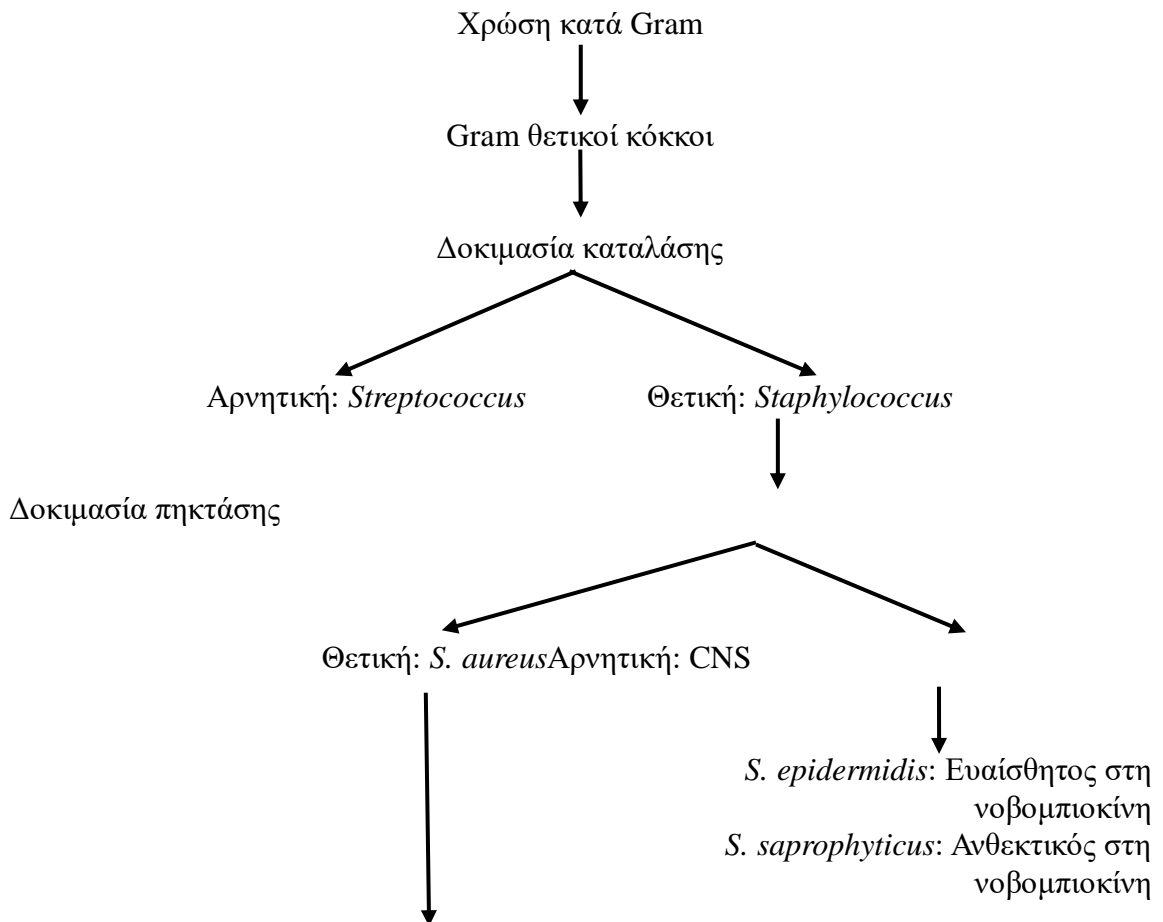 Χρώση κατά Gram
Gram θετικοί κόκκοι
Δοκιμασία καταλάσης
Αρνητική: Streptococcus
Θετική: Staphylococcus
Δοκιμασία πηκτάσης
Θετική: S. aureusΑρνητική: CNS
S. epidermidis: Ευαίσθητος στη
νοβομπιοκίνη
S. saprophyticus: Ανθεκτικός στη
νοβομπιοκίνη